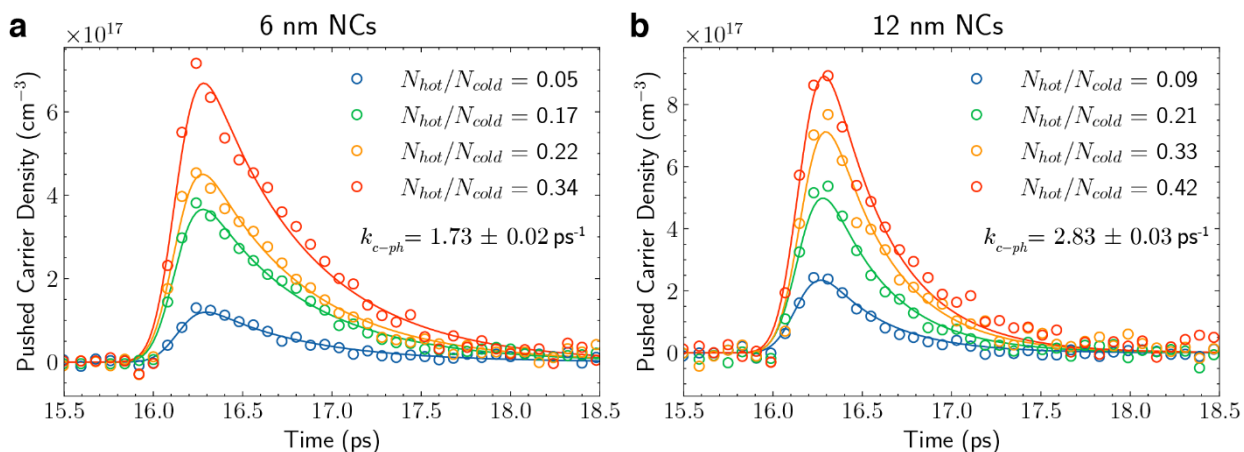 a
6 nm NCs
×10¹⁷
N_hot/N_cold = 0.05
N_hot/N_cold = 0.17
N_hot/N_cold = 0.22
N_hot/N_cold = 0.34
k_c−ph = 1.73 ± 0.02 ps⁻¹
Pushed Carrier Density (cm⁻³)
6
4
2
0
15.5 16.0 16.5 17.0 17.5 18.0 18.5
Time (ps)
b
12 nm NCs
×10¹⁷
N_hot/N_cold = 0.09
N_hot/N_cold = 0.21
N_hot/N_cold = 0.33
N_hot/N_cold = 0.42
k_c−ph = 2.83 ± 0.03 ps⁻¹
Pushed Carrier Density (cm⁻³)
8
6
4
2
0
15.5 16.0 16.5 17.0 17.5 18.0 18.5
Time (ps)